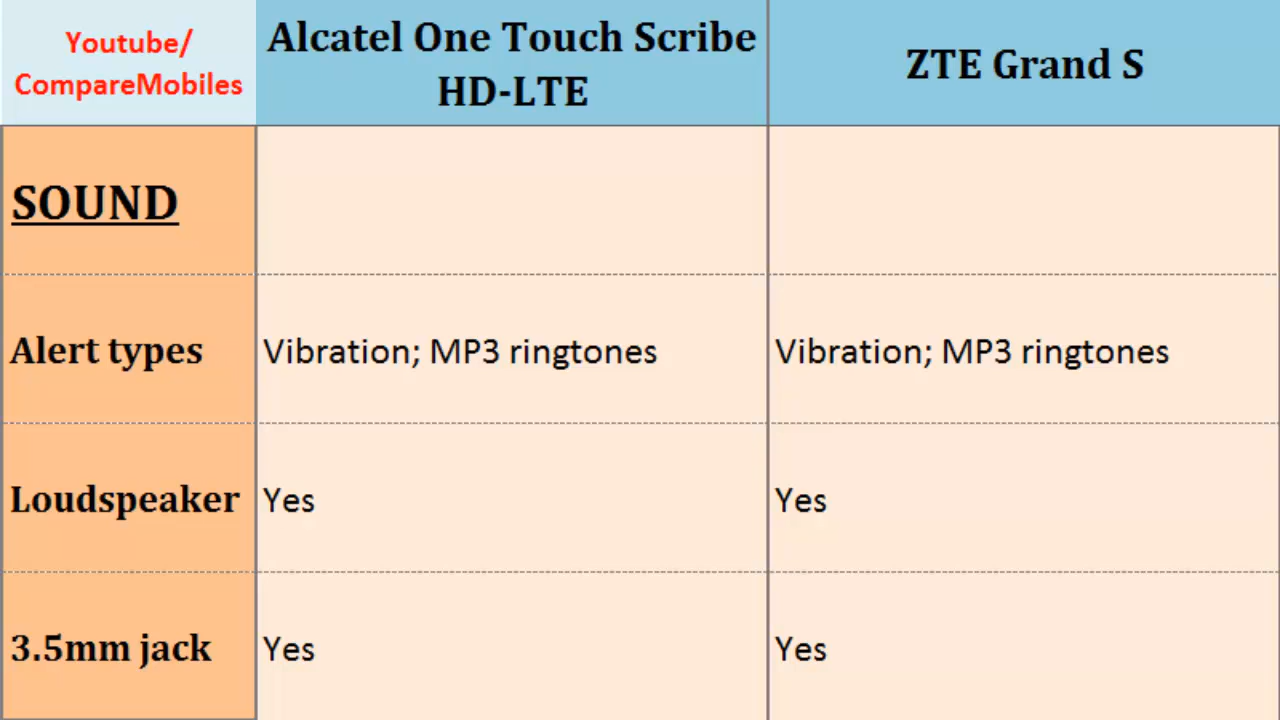 Youtube/
CompareMobiles
Alcatel One Touch Scribe
HD-LTE
ZTE Grand S
SOUND
Alert types
Vibration; MP3 ringtones
Vibration; MP3 ringtones
Loudspeaker
Yes
Yes
3.5mm jack
Yes
Yes